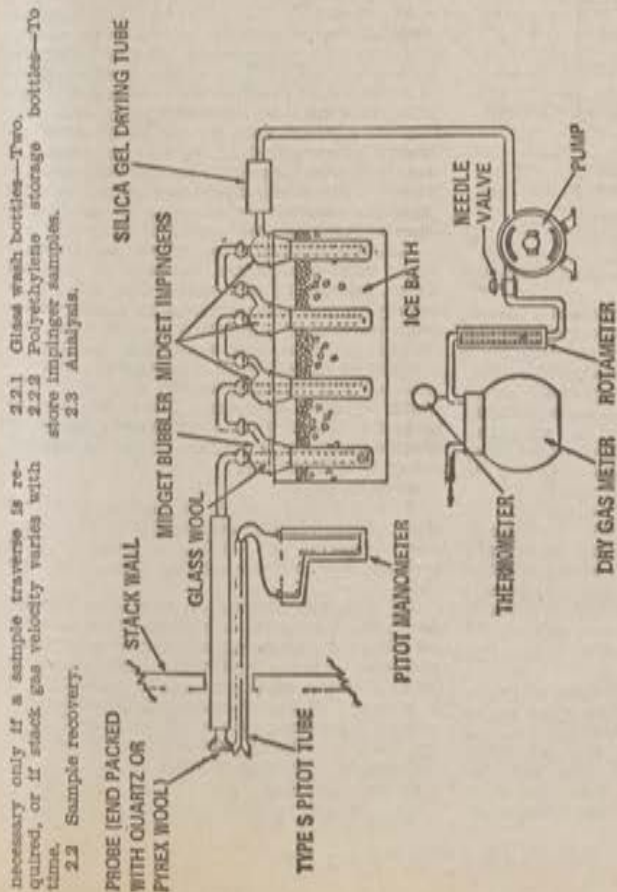 necessary only if a sample traverse is re-
quired, or if stack gas velocity varies with
time.
2.2 Sample recovery.
2.2.1 Glass wash bottles—Two.
2.2.2 Polyethylene storage bottles—To
store impinger samples.
2.3 Analysis.
PROBE (END PACKED
WITH QUARTZ OR
PYREX WOOL)
STACK WALL
GLASS WOOL
MIDGET BUBBLER
MIDGET IMPINGERS
SILICA GEL DRYING TUBE
TYPE S PITOT TUBE
PITOT MANOMETER
ICE BATH
THERMOMETER
NEEDLE
VALVE
PUMP
DRY GAS METER
ROTAMETER